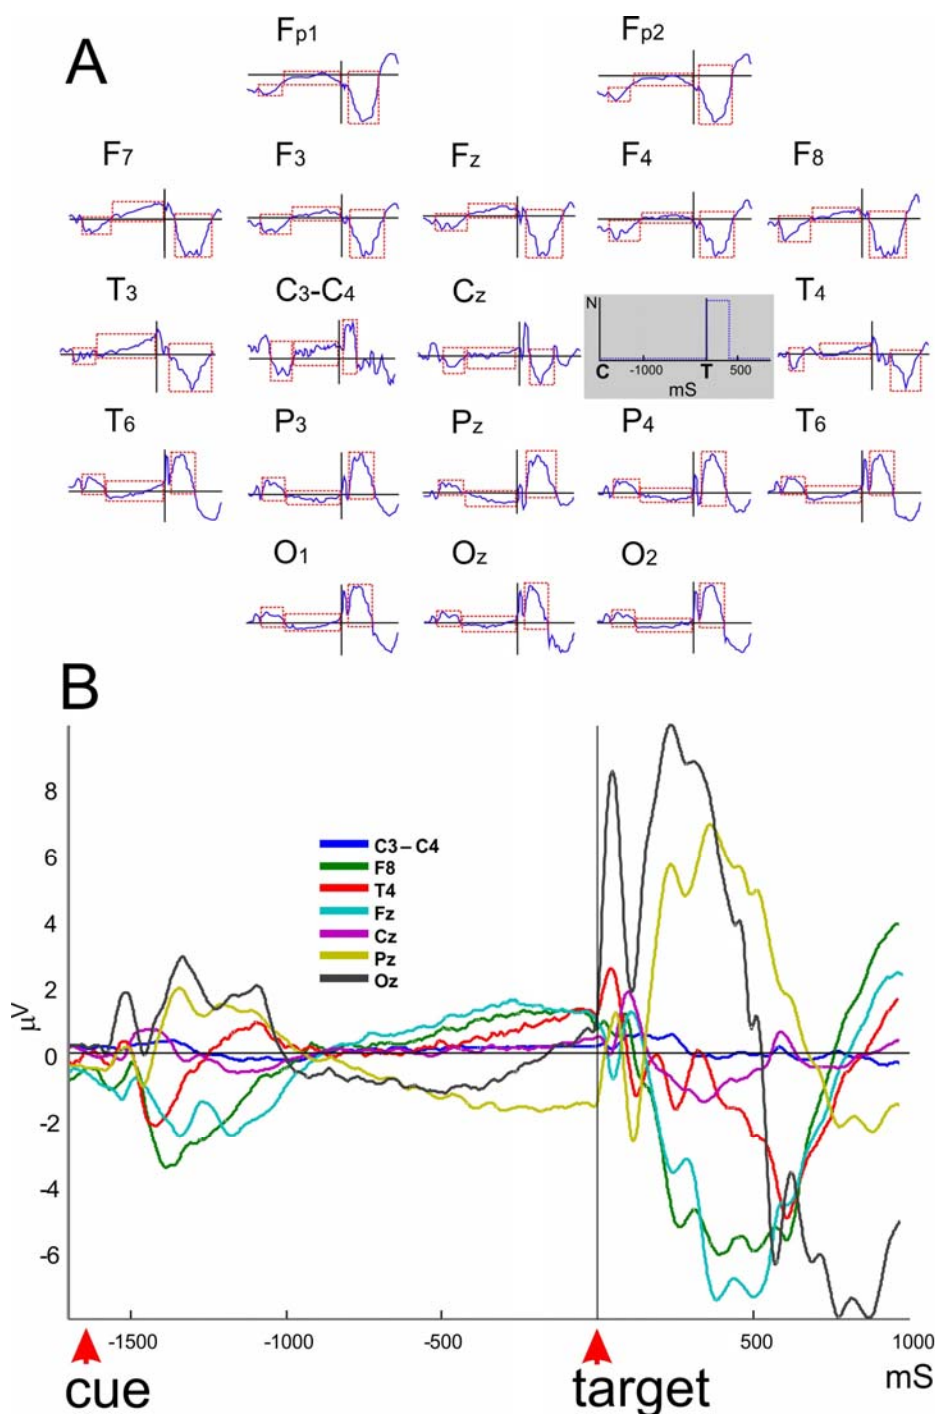 A
Fp1 Fp2
F7 F3 Fz F4 F8
T3 C3-C4 Cz T4
N
C -1000 T 500
mS
T6 P3 Pz P4 T6
O1 Oz O2
B
8
6
4
2
0
-2
-4
-6
µV
C3–C4
F8
T4
Fz
Cz
Pz
Oz
-1500 -1000 -500 500 1000
mS
cue target